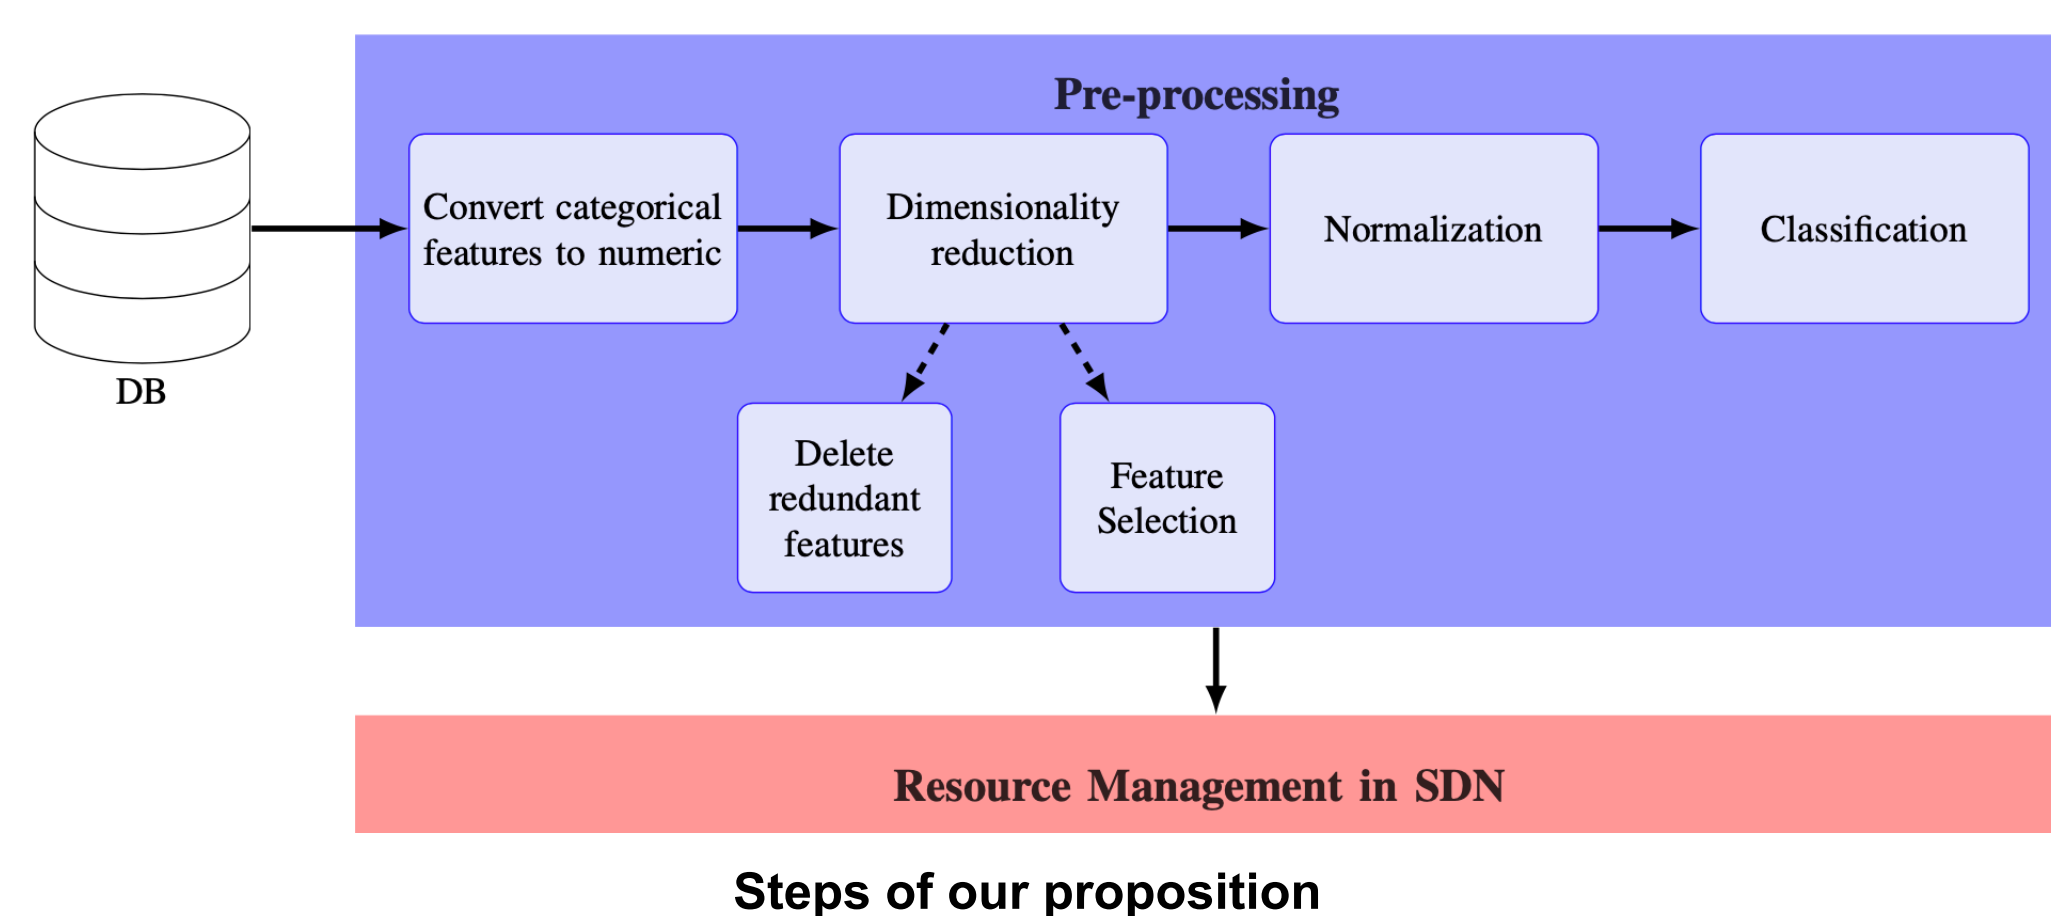 Pre-processing
Convert categorical
features to numeric
Dimensionality
reduction
Normalization
Classification
DB
Delete
redundant
features
Feature
Selection
Resource Management in SDN
Steps of our proposition